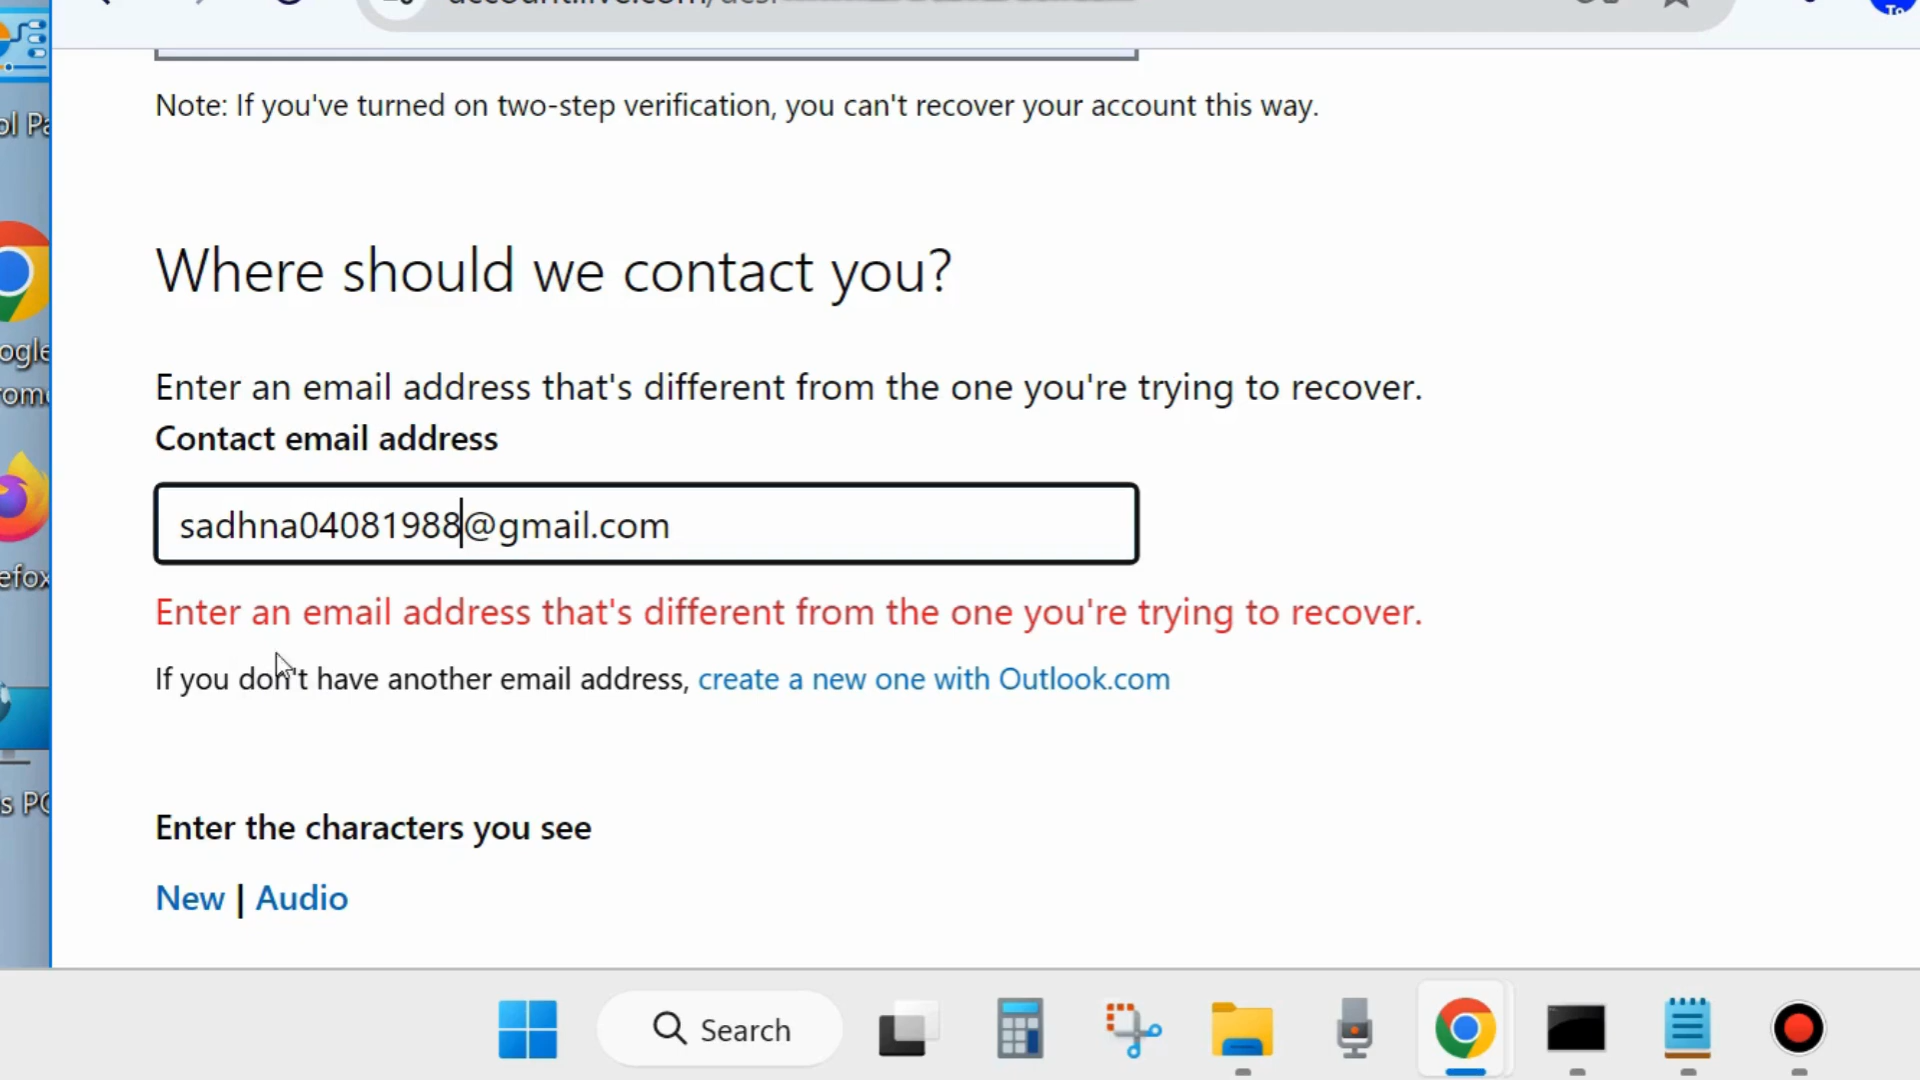 Note: If you've turned on two-step verification, you can't recover your account this way.
Where should we contact you?
Enter an email address that's different from the one you're trying to recover.
Contact email address
sadhna04081988@gmail.com
Enter an email address that's different from the one you're trying to recover.
If you don't have another email address, create a new one with Outlook.com
Enter the characters you see
New | Audio
Search